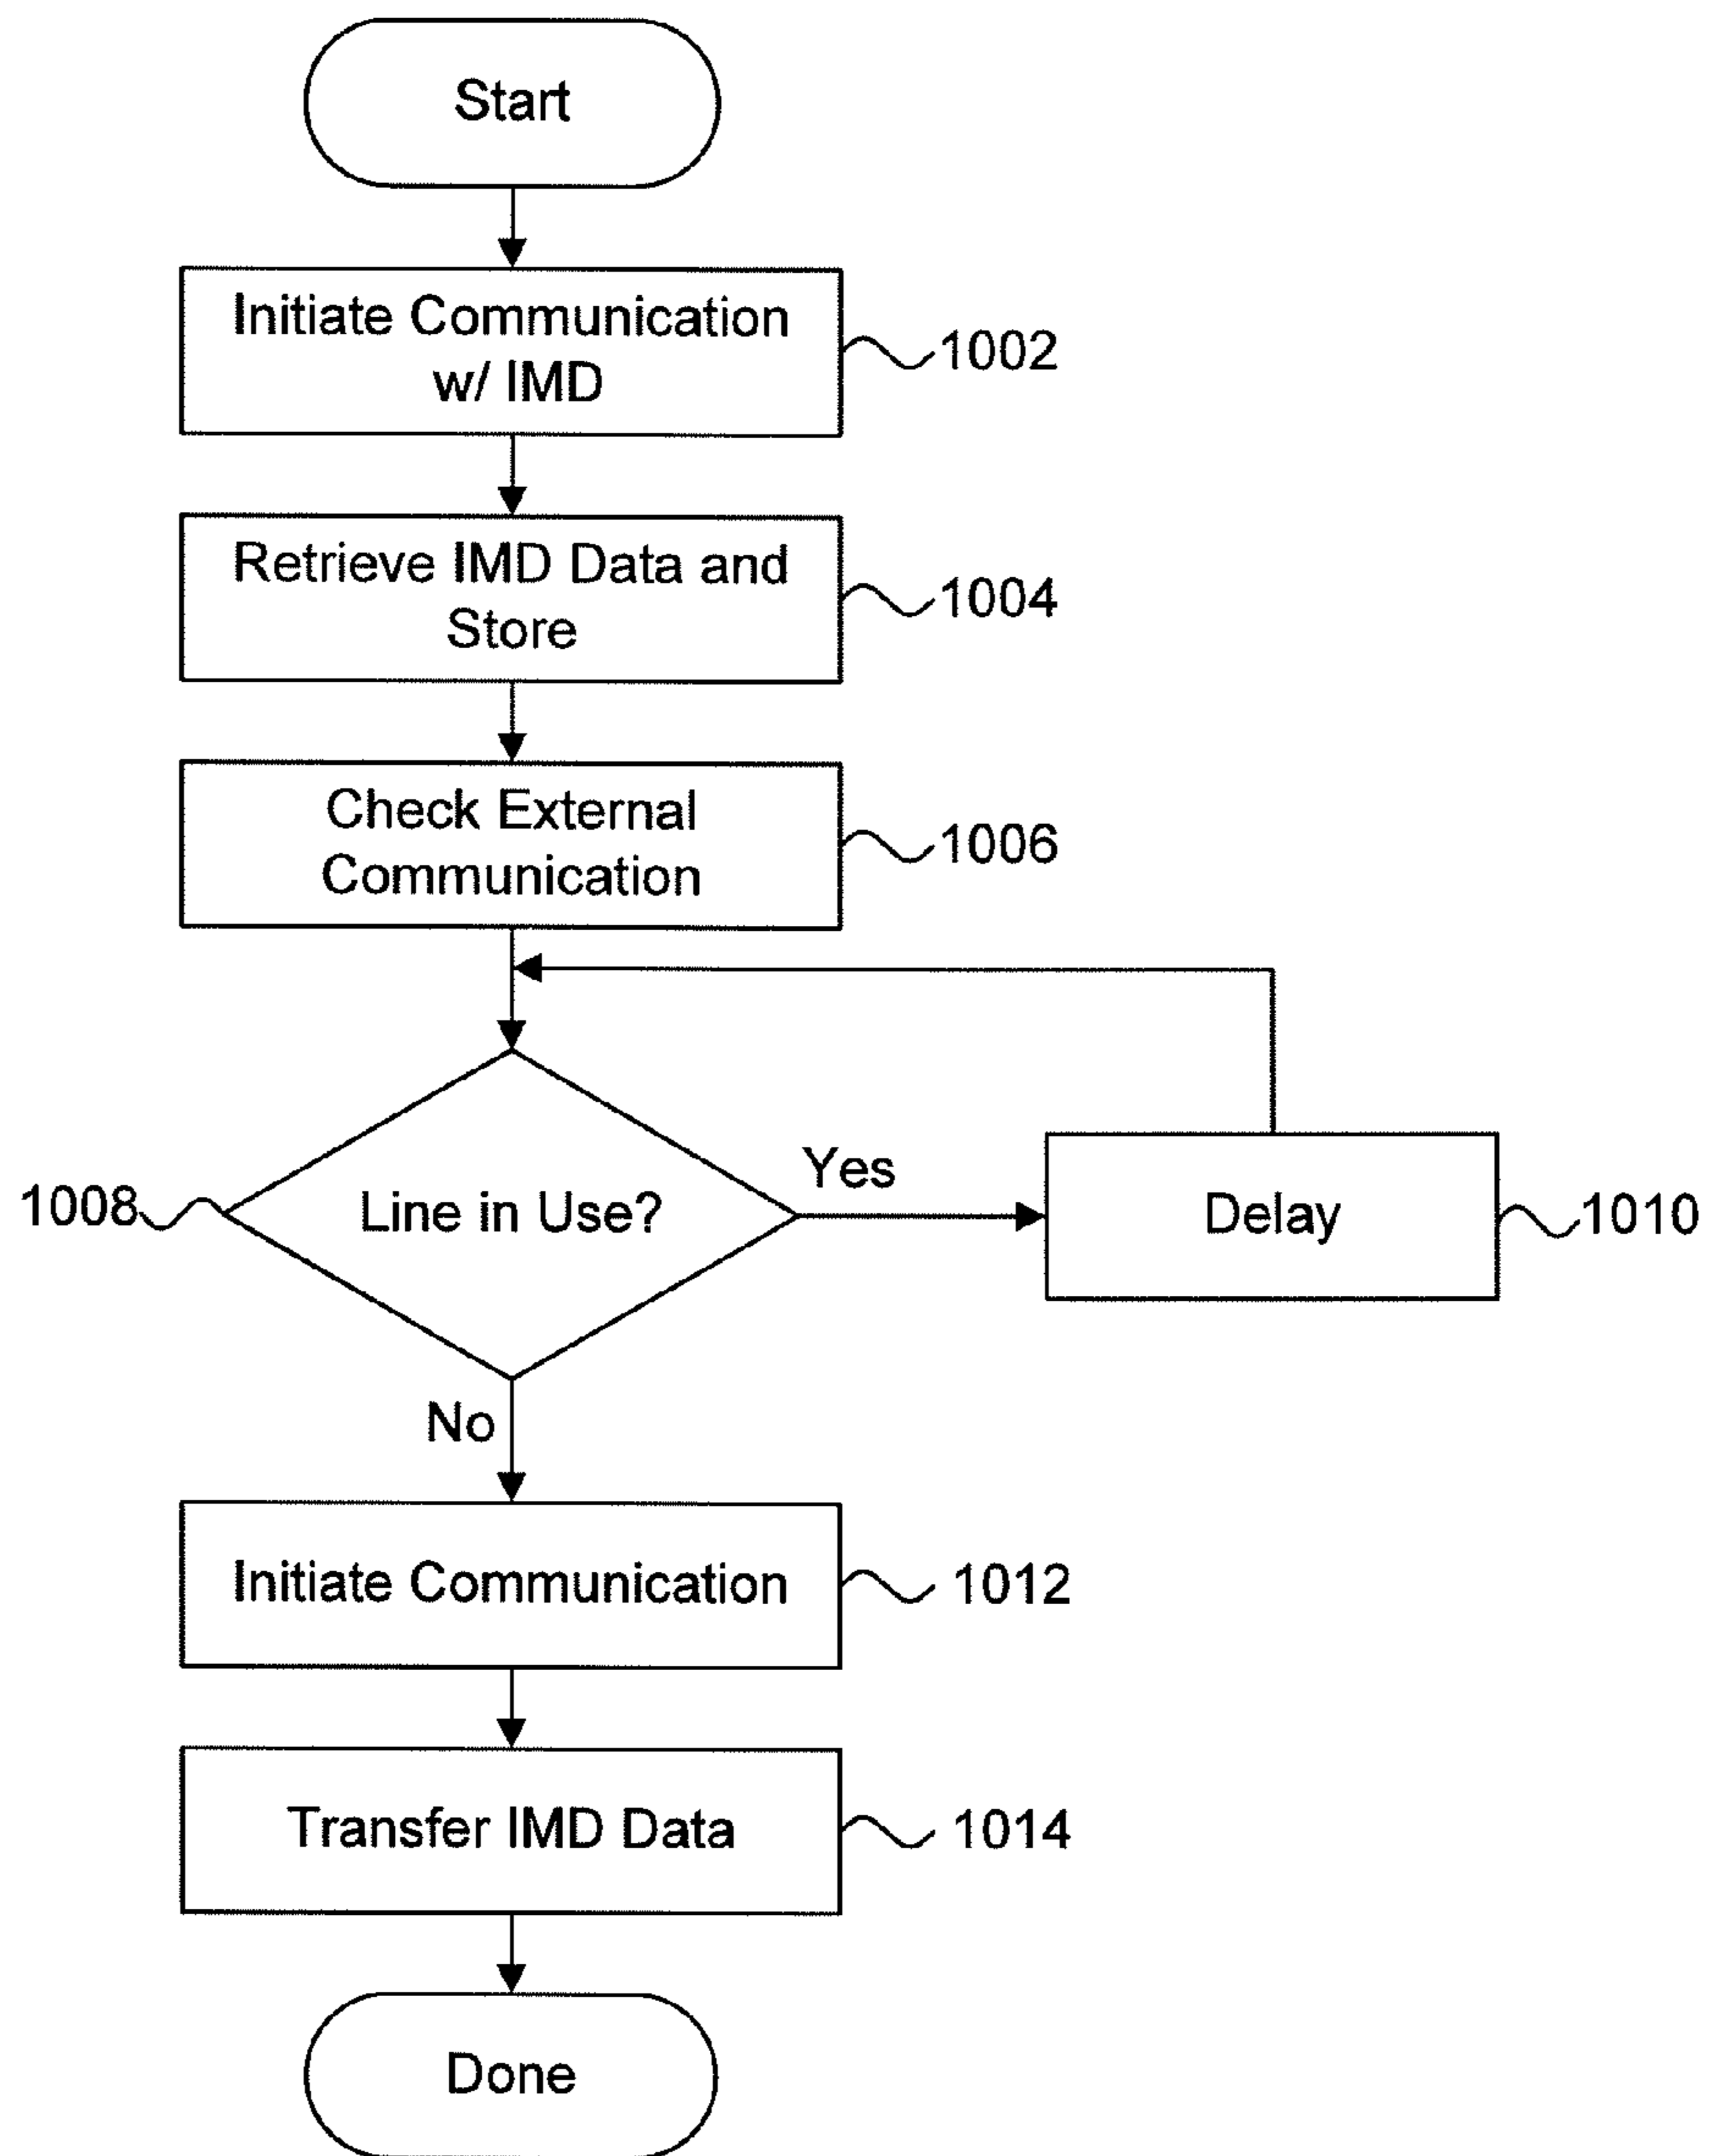 Start
Initiate Communication
w/ IMD
1002
Retrieve IMD Data and
Store
1004
Check External
Communication
1006
1008
Line in Use?
Yes
Delay
1010
No
Initiate Communication
1012
Transfer IMD Data
1014
Done